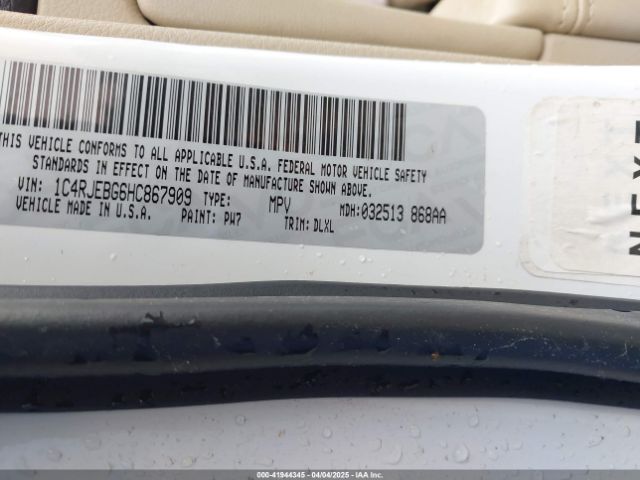 THIS VEHICLE CONFORMS TO ALL APPLICABLE U.S.A. FEDERAL MOTOR VEHICLE SAFETY
STANDARDS IN EFFECT ON THE DATE OF MANUFACTURE SHOWN ABOVE.
VIN: 1C4RJEBG6HC867909 TYPE: MPV MDH:032513 868AA
VEHICLE MADE IN U.S.A. PAINT: PW7 TRIM: DLXL
000-41944345 - 04/04/2025 - IAAI.com